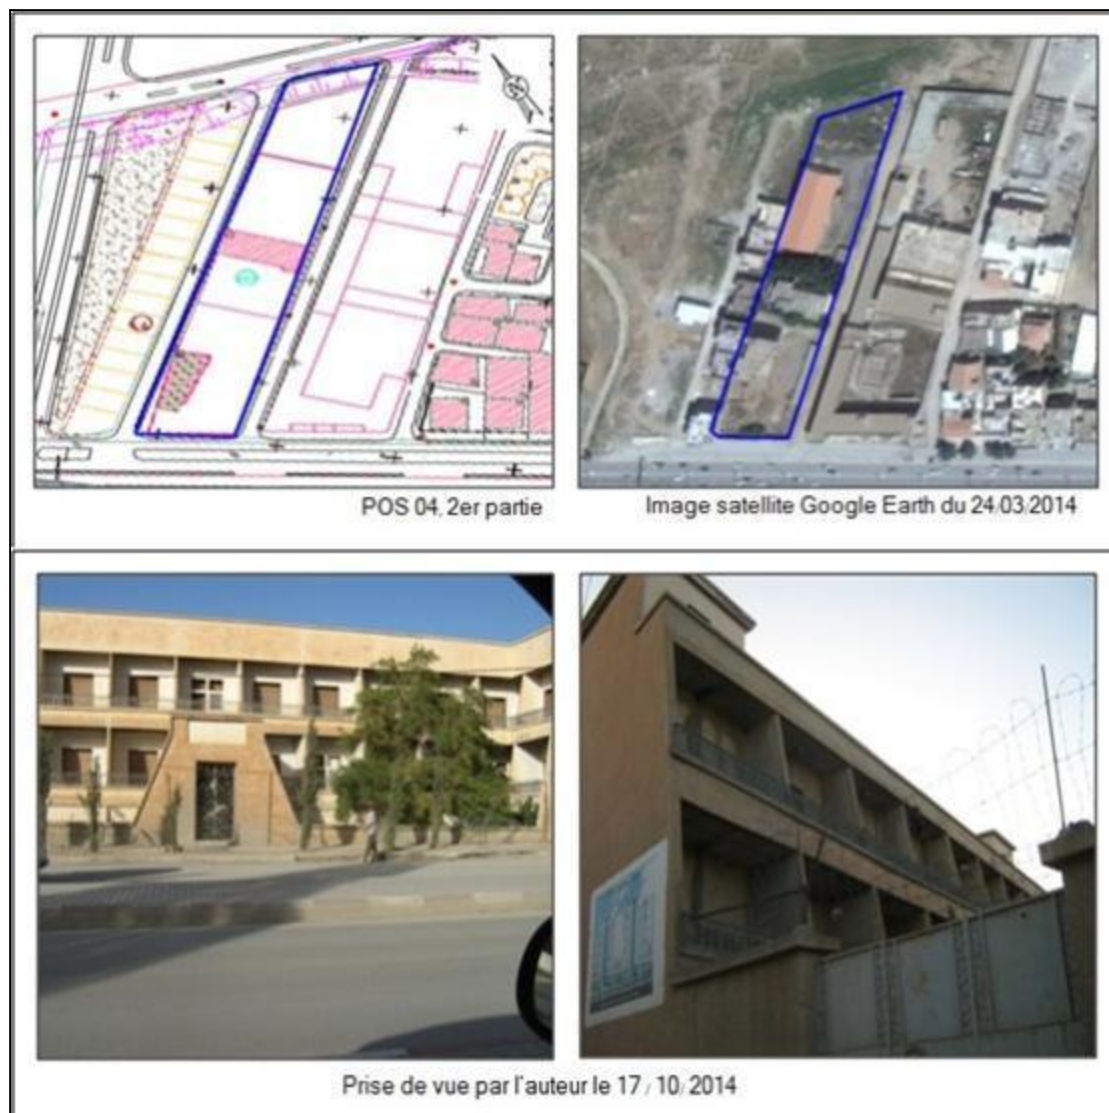 POS 04, 2er partie
Image satellite Google Earth du 24/03/2014
Prise de vue par l'auteur le 17 / 10/ 2014